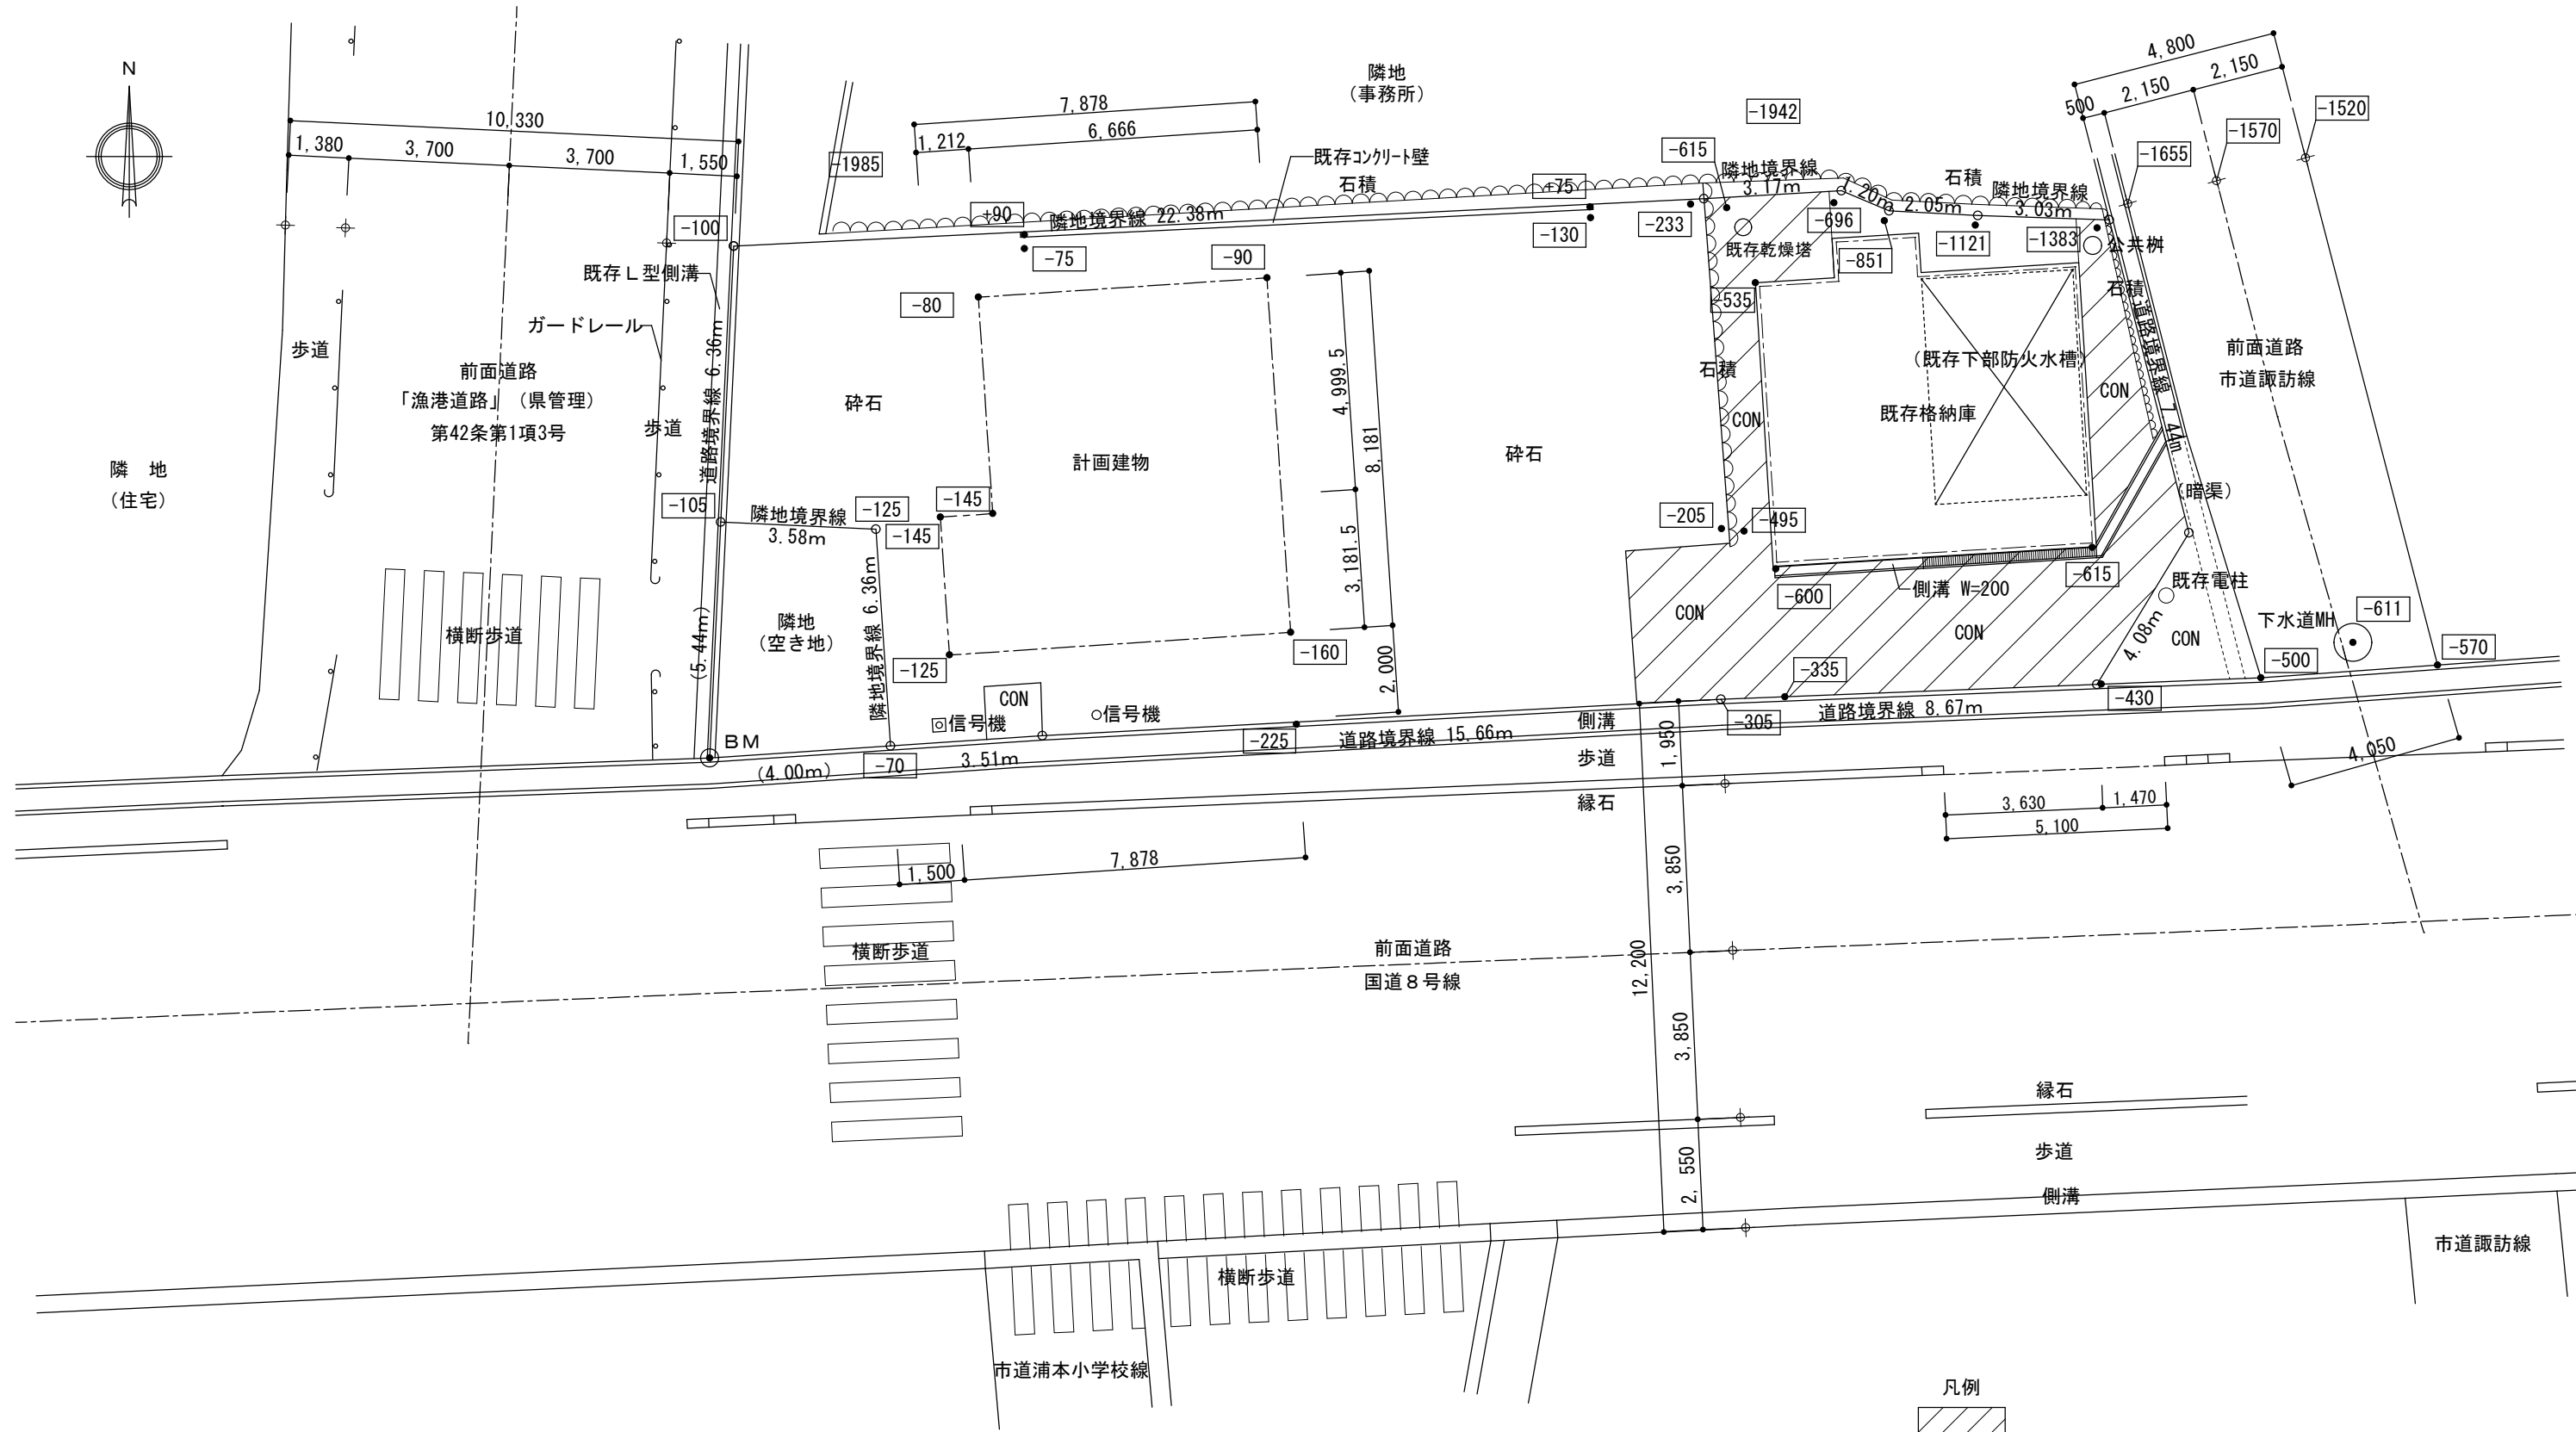 N
10,330
1,380
3,700
3,700
1,550
7,878
1,212
6,666
隣地
(事務所)
-1942
4,800
500
2,150
2,150
-1520
-1570
-1655
-1985
既存コンクリート壁
石積
-615
隣地境界線
3.17m
1.20m
2.05m
石積
隣地境界線
3.03m
+90
+75
-100
隣地境界線 22.38m
-75
-130
-233
-696
-851
-1121
-1383
公共桝
既存乾燥塔
既存L型側溝
-80
-90
-535
石積
ガードレール
歩道
前面道路
「漁港道路」(県管理)
第42条第1項3号
歩道
隣 地
(住宅)
道路境界線 6.36m
砕石
計画建物
砕石
4,999.5
8,181
3,181.5
2,000
石積
CON
(既存下部防火水槽)
既存格納庫
CON
道路境界線 7.44m
前面道路
市道諏訪線
(暗渠)
-105
隣地境界線
3.58m
-125
-145
-145
隣地境界線 6.36m
隣地
(空き地)
(5.44m)
-125
-160
-205
-495
CON
-600
側溝 W=200
-615
既存電柱
CON
4.08m
CON
下水道MH
-611
-570
-500
-430
-335
-305
横断歩道
CON
信号機
信号機
BM
(4.00m)
-70
3.51m
-225
道路境界線 15.66m
側溝
歩道
縁石
1,950
道路境界線 8.67m
4,050
3,630
1,470
5,100
1,500
7,878
3,850
12,200
3,850
2,550
横断歩道
前面道路
国道8号線
縁石
歩道
側溝
市道諏訪線
横断歩道
市道浦本小学校線
凡例